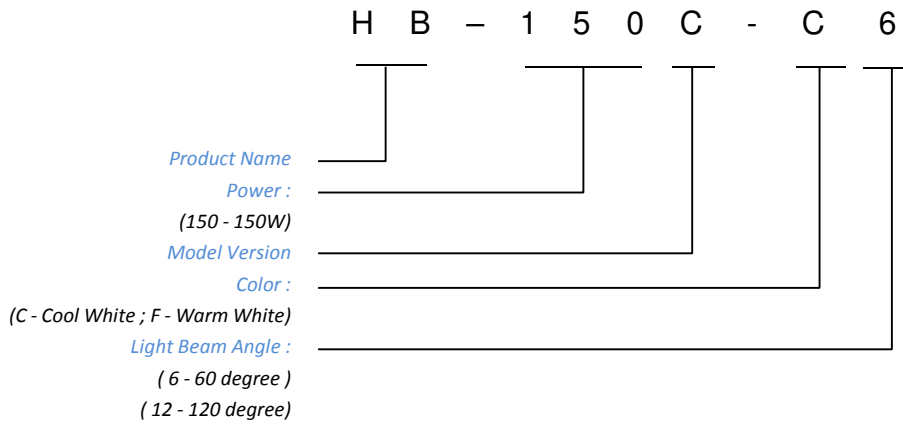 H B – 1 5 0 C - C 6
Product Name
Power :
(150 - 150W)
Model Version
Color :
(C - Cool White ; F - Warm White)
Light Beam Angle :
( 6 - 60 degree )
( 12 - 120 degree)